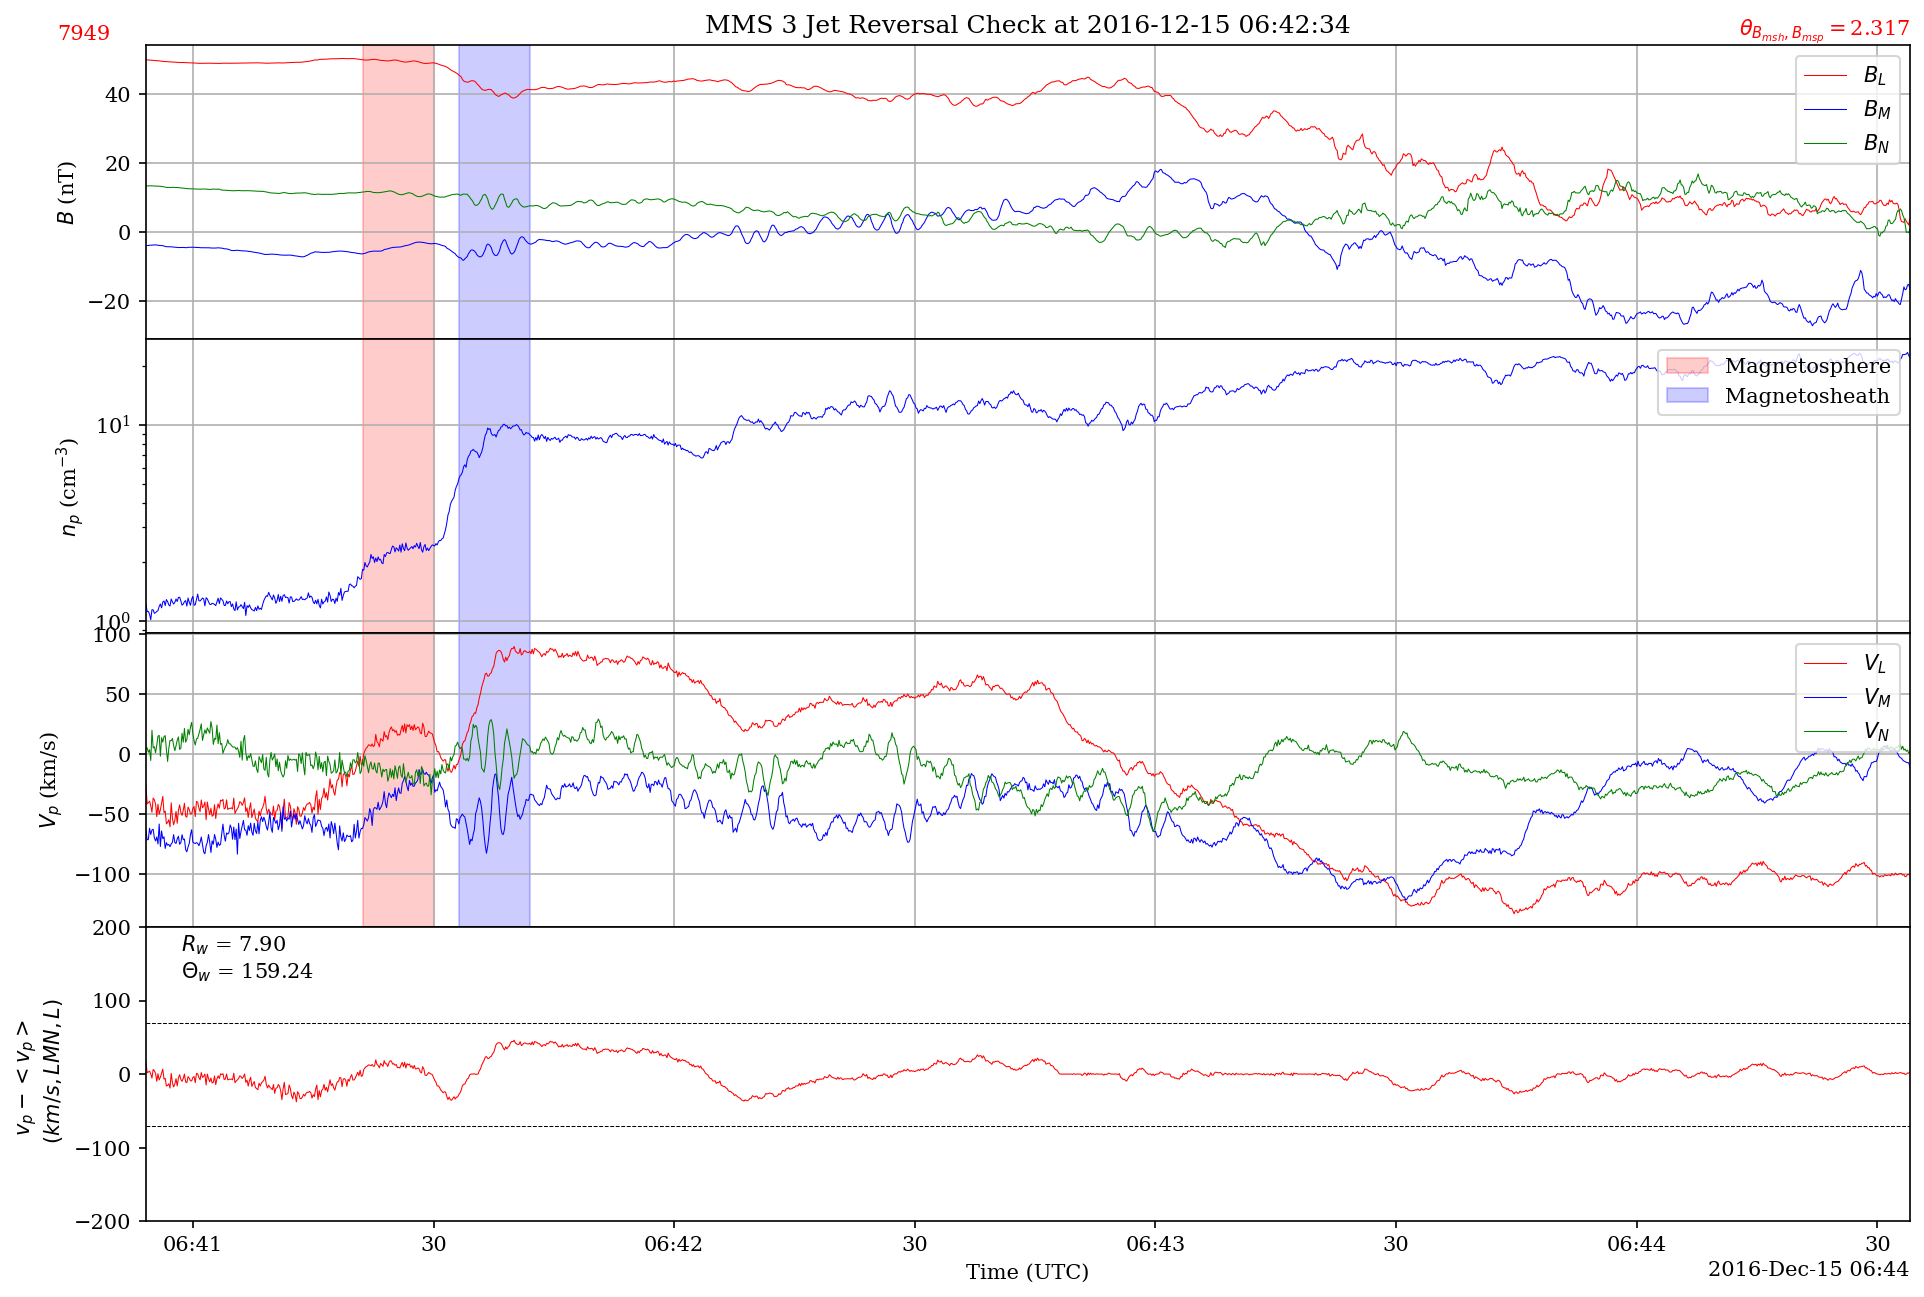 MMS 3 Jet Reversal Check at 2016-12-15 06:42:34
7949
θ_{B_{msh}, B_{msp}} = 2.317
B (nT)
40
20
0
−20
B_L
B_M
B_N
n_p (cm^{−3})
10^1
10^0
Magnetosphere
Magnetosheath
V_p (km/s)
100
50
0
−50
−100
V_L
V_M
V_N
v_p − < v_p >
(km/s, LMN, L)
200
100
0
−100
−200
R_w = 7.90
Θ_w = 159.24
06:41 30 06:42 30 06:43 30 06:44 30
Time (UTC)
2016-Dec-15 06:44